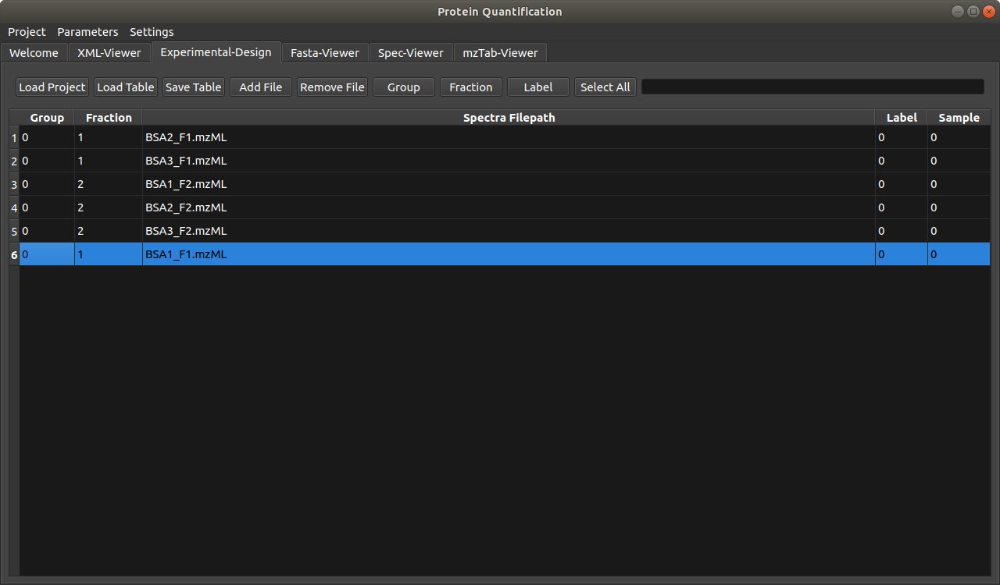 Protein Quantification
Project Parameters Settings
Welcome XML-Viewer Experimental-Design Fasta-Viewer Spec-Viewer mzTab-Viewer
Load Project Load Table Save Table Add File Remove File Group Fraction Label Select All
Group Fraction Spectra Filepath Label Sample
1 0 1 BSA2_F1.mzML 0 0
2 0 1 BSA3_F1.mzML 0 0
3 0 2 BSA1_F2.mzML 0 0
4 0 2 BSA2_F2.mzML 0 0
5 0 2 BSA3_F2.mzML 0 0
6 0 1 BSA1_F1.mzML 0 0